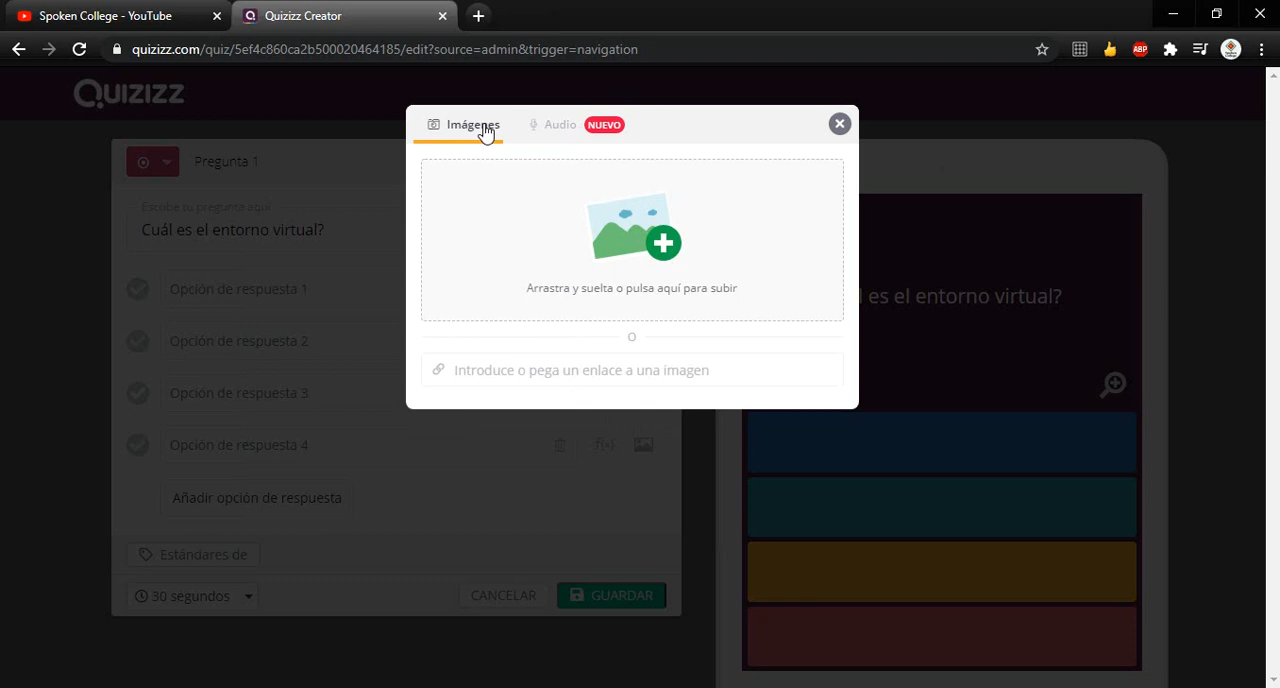 Spoken College - YouTube
Quizizz Creator
quizizz.com/quiz/5ef4c860ca2b500020464185/edit?source=admin&trigger=navigation
ABP
Quizizz
Imágenes
Audio NUEVO
Pregunta 1
Escribe tu pregunta aquí
Cuál es el entorno virtual?
Arrastra y suelta o pulsa aquí para subir
l es el entorno virtual?
Opción de respuesta 1
O
Opción de respuesta 2
Introduce o pega un enlace a una imagen
Opción de respuesta 3
Opción de respuesta 4
f(x)
Añadir opción de respuesta
Estándares de
30 segundos
CANCELAR
GUARDAR